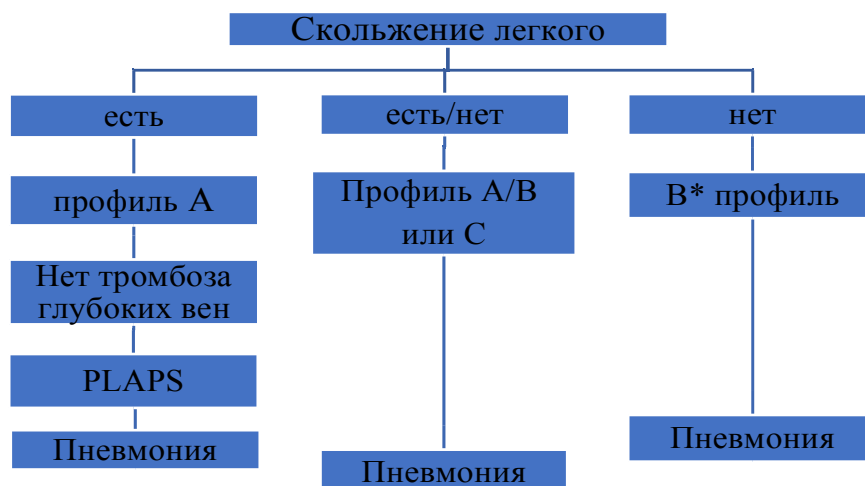 Скольжение легкого
есть
есть/нет
нет
профиль А
Профиль А/В
или С
В* профиль
Нет тромбоза
глубоких вен
PLAPS
Пневмония
Пневмония
Пневмония